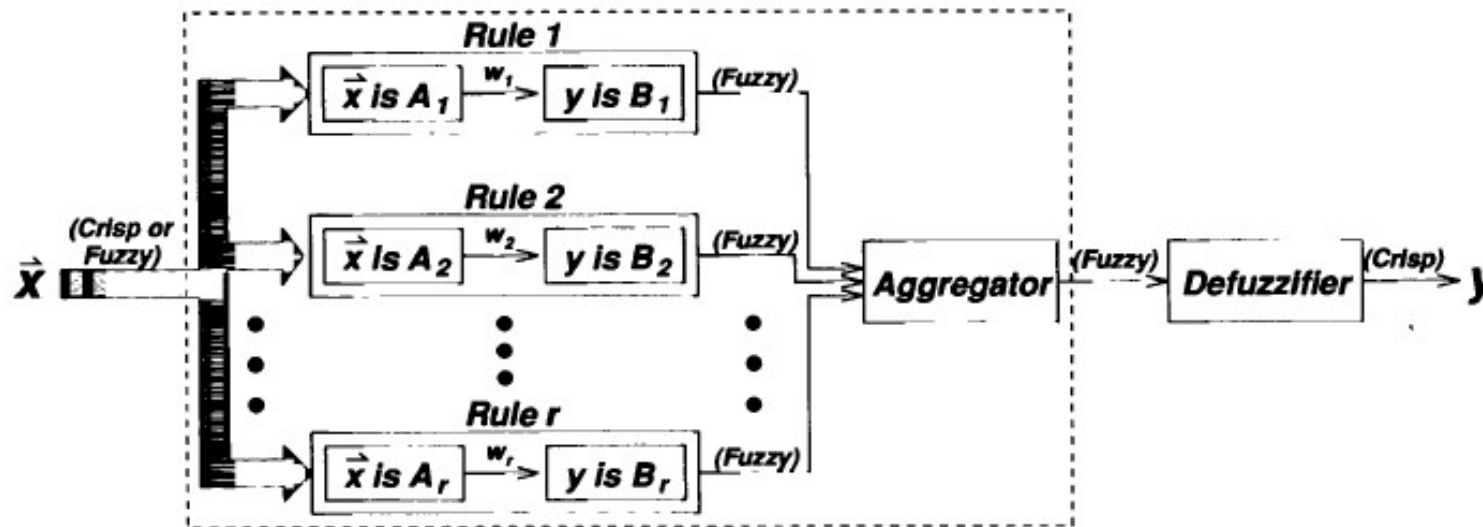 Rule 1
x⃗ is A₁ w₁ y is B₁ (Fuzzy)
Rule 2
(Crisp or Fuzzy)
x⃗ is A₂ w₂ y is B₂ (Fuzzy)
x⃗ Aggregator (Fuzzy) Defuzzifier (Crisp) y
Rule r
x⃗ is Aᵣ wᵣ y is Bᵣ (Fuzzy)